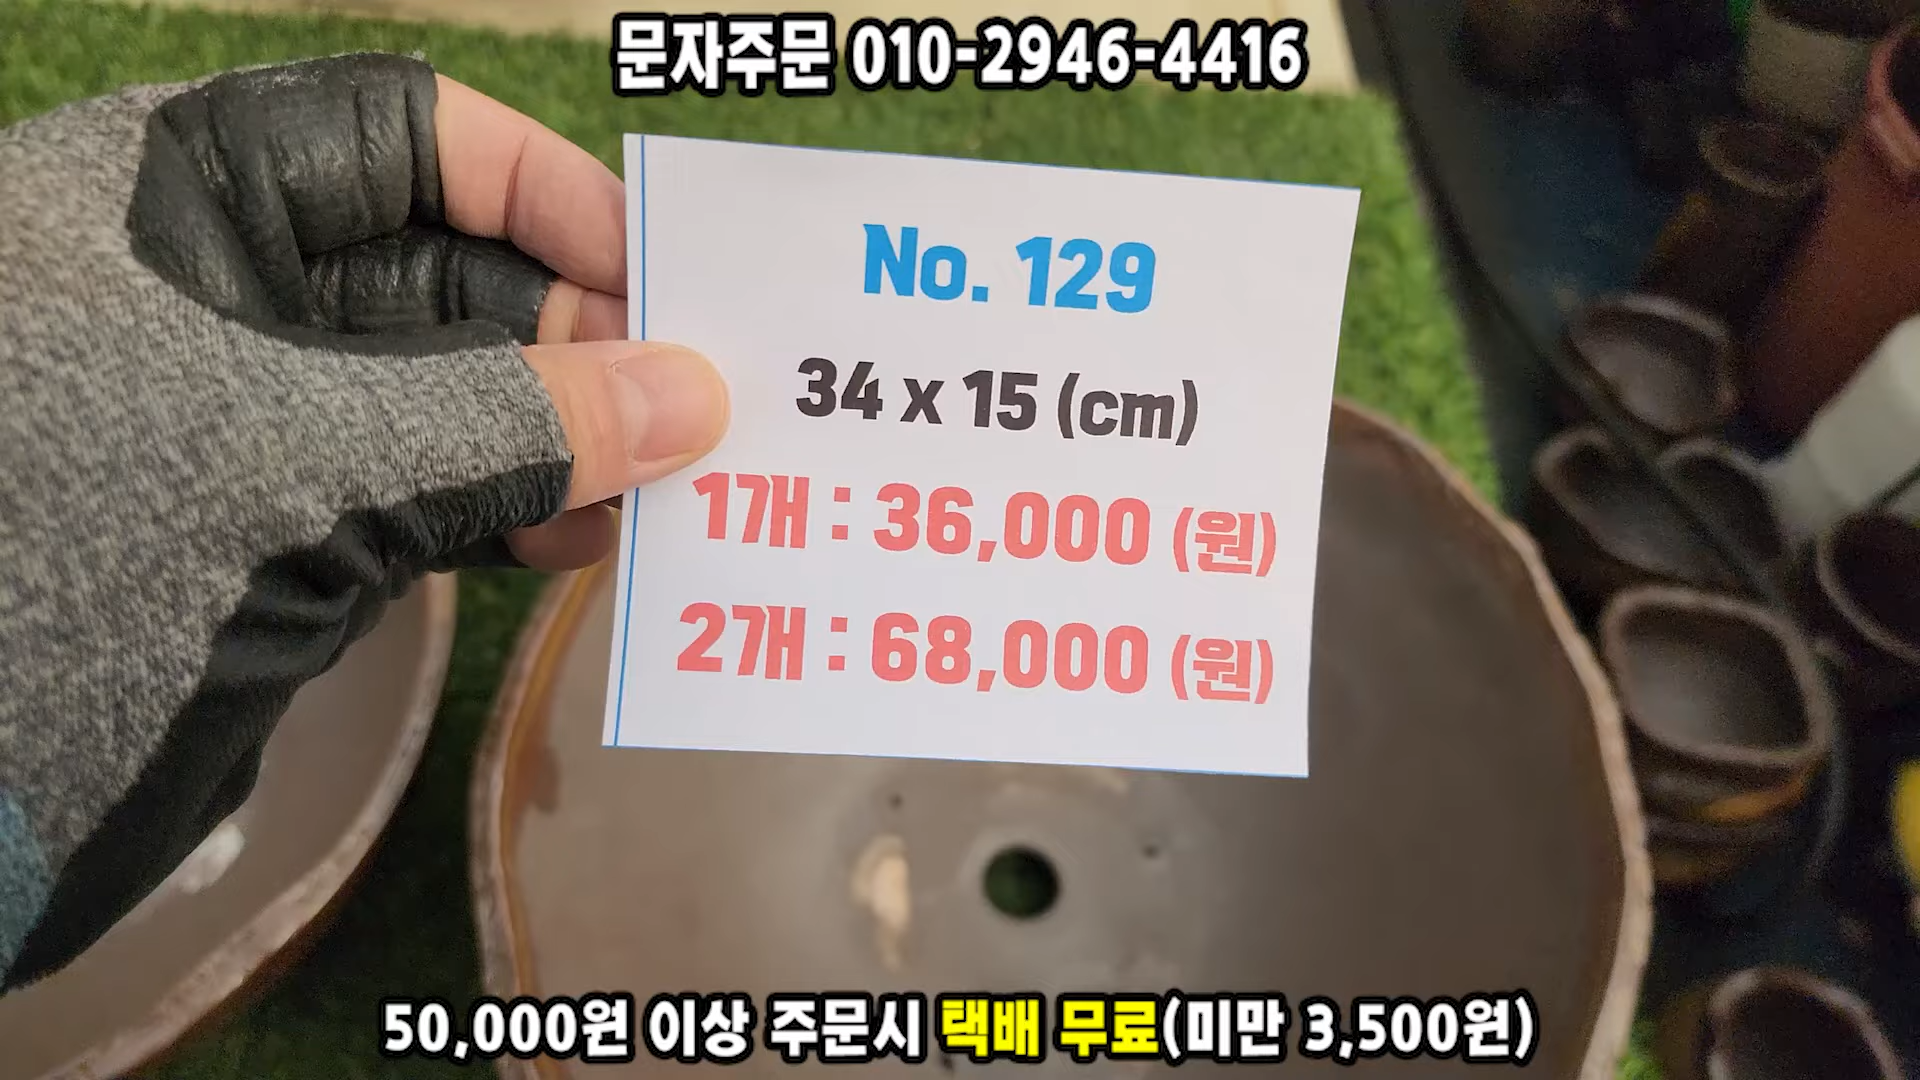 문자주문 010-2946-4416
No. 129
34 x 15 (cm)
1개 : 36,000 (원)
2개 : 68,000 (원)
50,000원 이상 주문시 택배 무료(미만 3,500원)